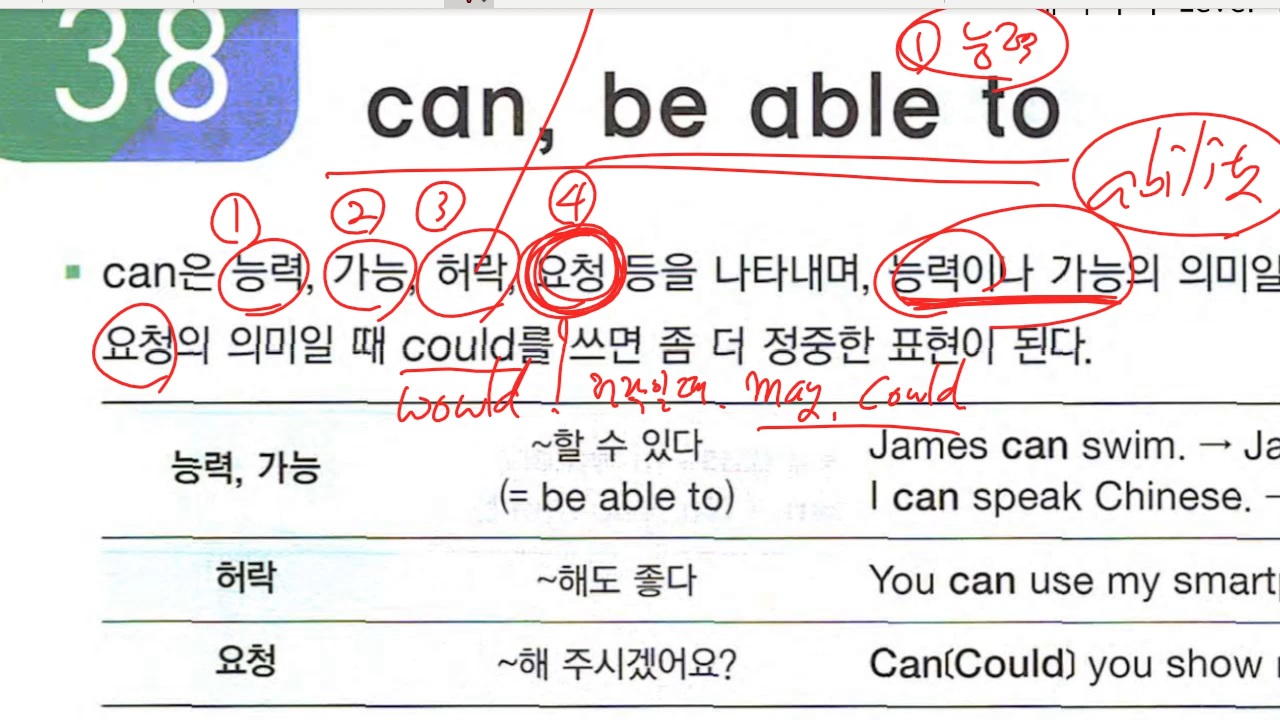 38
① 능력
can, be able to
ability
① ② ③ ④
can은 능력, 가능, 허락, 요청 등을 나타내며, 능력이나 가능의 의미일
요청의 의미일 때 could를 쓰면 좀 더 정중한 표현이 된다.
would. 허락일때. may, could
능력, 가능 ~할 수 있다 James can swim. → Ja
(= be able to) I can speak Chinese. →
허락 ~해도 좋다 You can use my smartp
요청 ~해 주시겠어요? Can(Could) you show